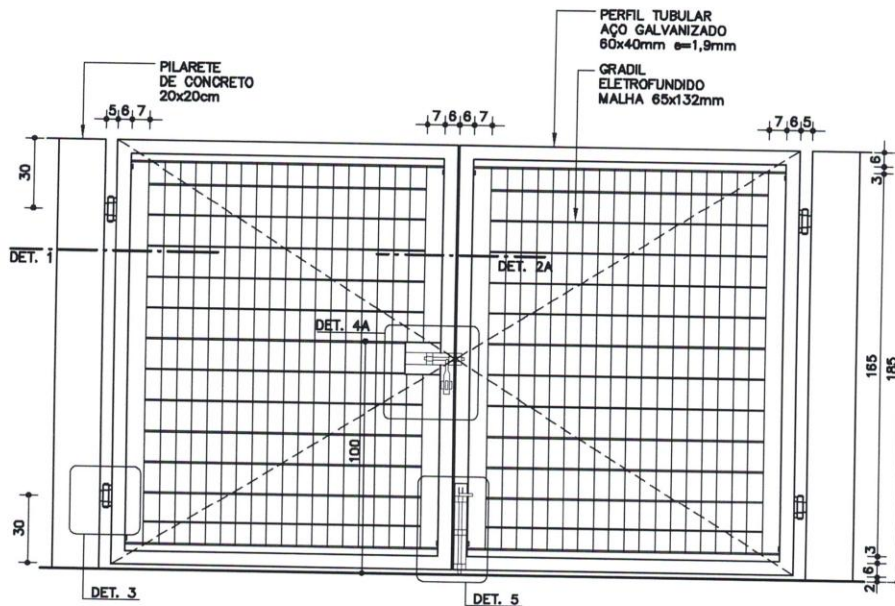 PERFIL TUBULAR
AÇO GALVANIZADO
60x40mm e=1,9mm
PILARETE
DE CONCRETO
20x20cm
GRADIL
ELETROFUNDIDO
MALHA 65x132mm
5 6 7
7 6 6 7
7 6 5
30
6
3
DET. 1
DET. 2A
DET. 4A
165
185
100
30
3
6
2
DET. 3
DET. 5